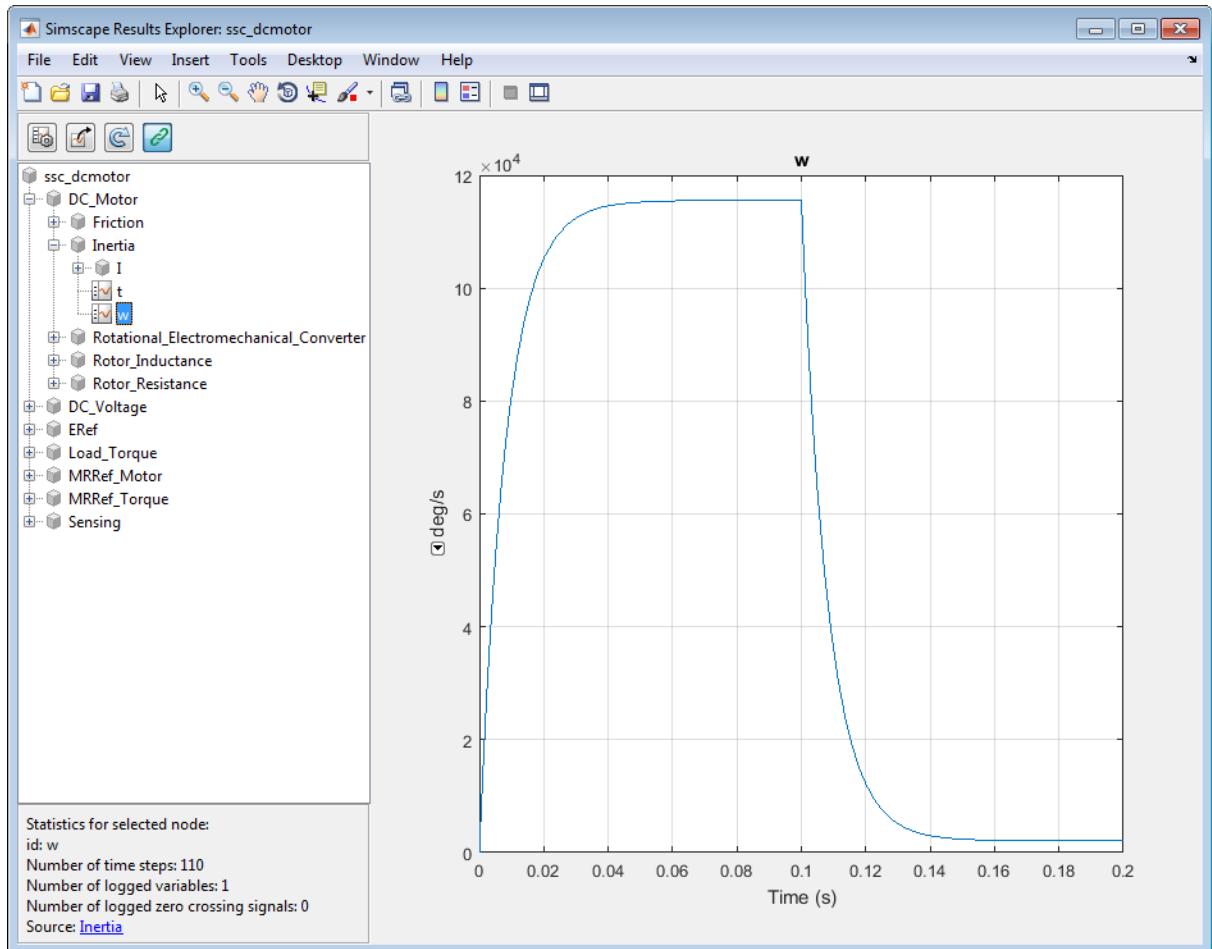 Simscape Results Explorer: ssc_dcmotor
File Edit View Insert Tools Desktop Window Help
ssc_dcmotor
DC_Motor
Friction
Inertia
I
t
w
Rotational_Electromechanical_Converter
Rotor_Inductance
Rotor_Resistance
DC_Voltage
ERef
Load_Torque
MRRef_Motor
MRRef_Torque
Sensing
Statistics for selected node:
id: w
Number of time steps: 110
Number of logged variables: 1
Number of logged zero crossing signals: 0
Source: Inertia
w
×10⁴
12
10
8
6
4
2
0
deg/s
0 0.02 0.04 0.06 0.08 0.1 0.12 0.14 0.16 0.18 0.2
Time (s)